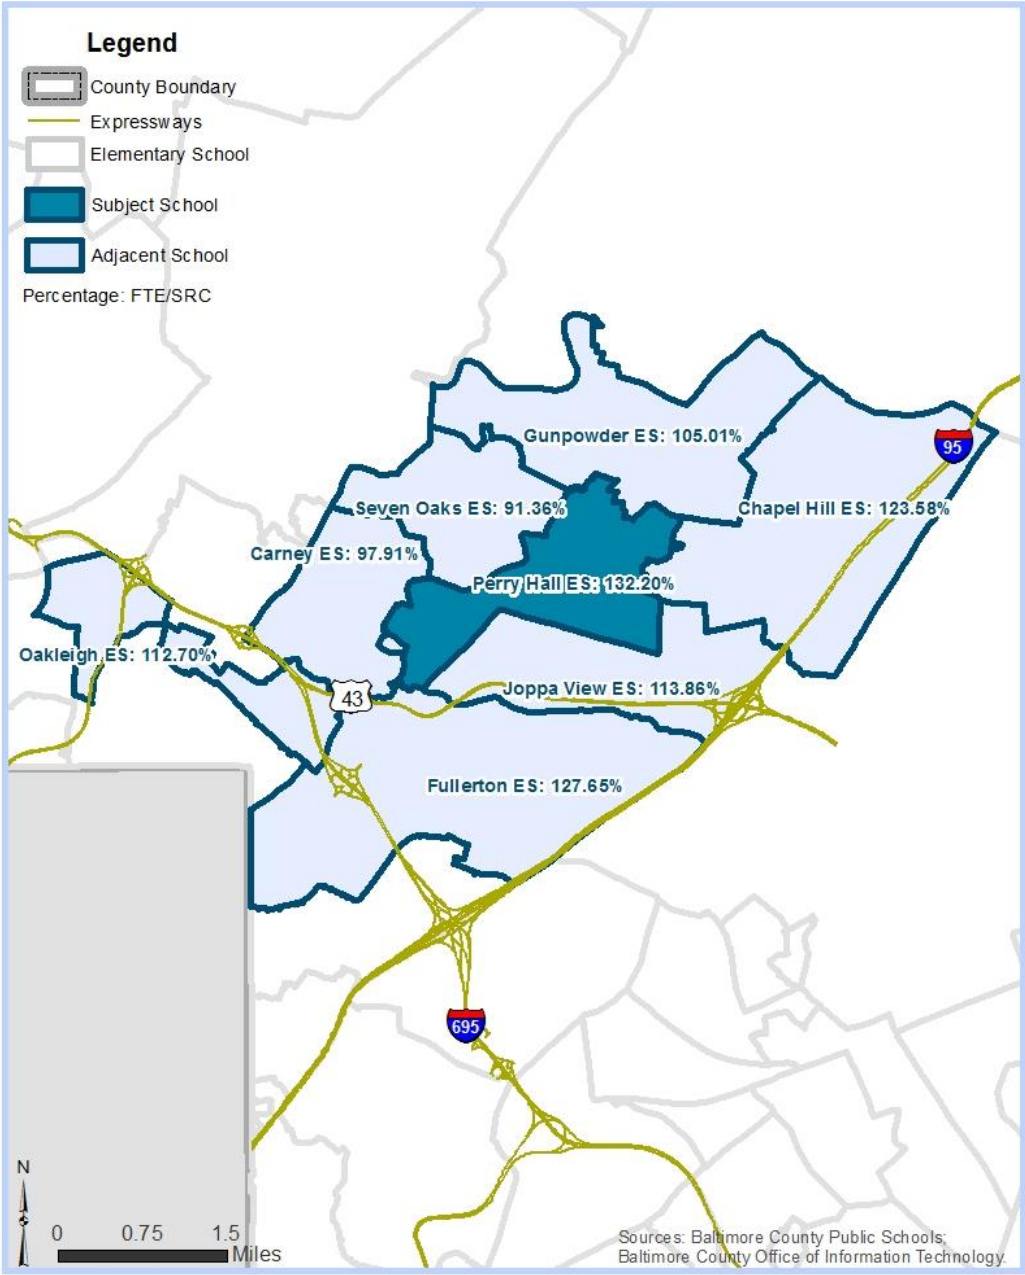 Legend
County Boundary
Expressways
Elementary School
Subject School
Adjacent School
Percentage: FTE/SRC
Gunpowder ES: 105.01%
95
Seven Oaks ES: 91.36%
Chapel Hill ES: 123.58%
Carney ES: 97.91%
Perry Hall ES: 132.20%
Oakleigh ES: 112.70%
43
Joppa View ES: 113.86%
Fullerton ES: 127.65%
695
N
0 0.75 1.5
Miles
Sources: Baltimore County Public Schools;
Baltimore County Office of Information Technology.